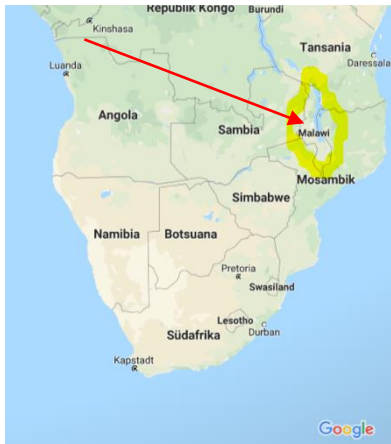 Republik Kongo
Burundi
Kinshasa
Tansania
Luanda
Daressala
Angola
Sambia
Malawi
Mosambik
Simbabwe
Namibia
Botsuana
Pretoria
Swasiland
Lesotho
Durban
Südafrika
Kapstadt
Google